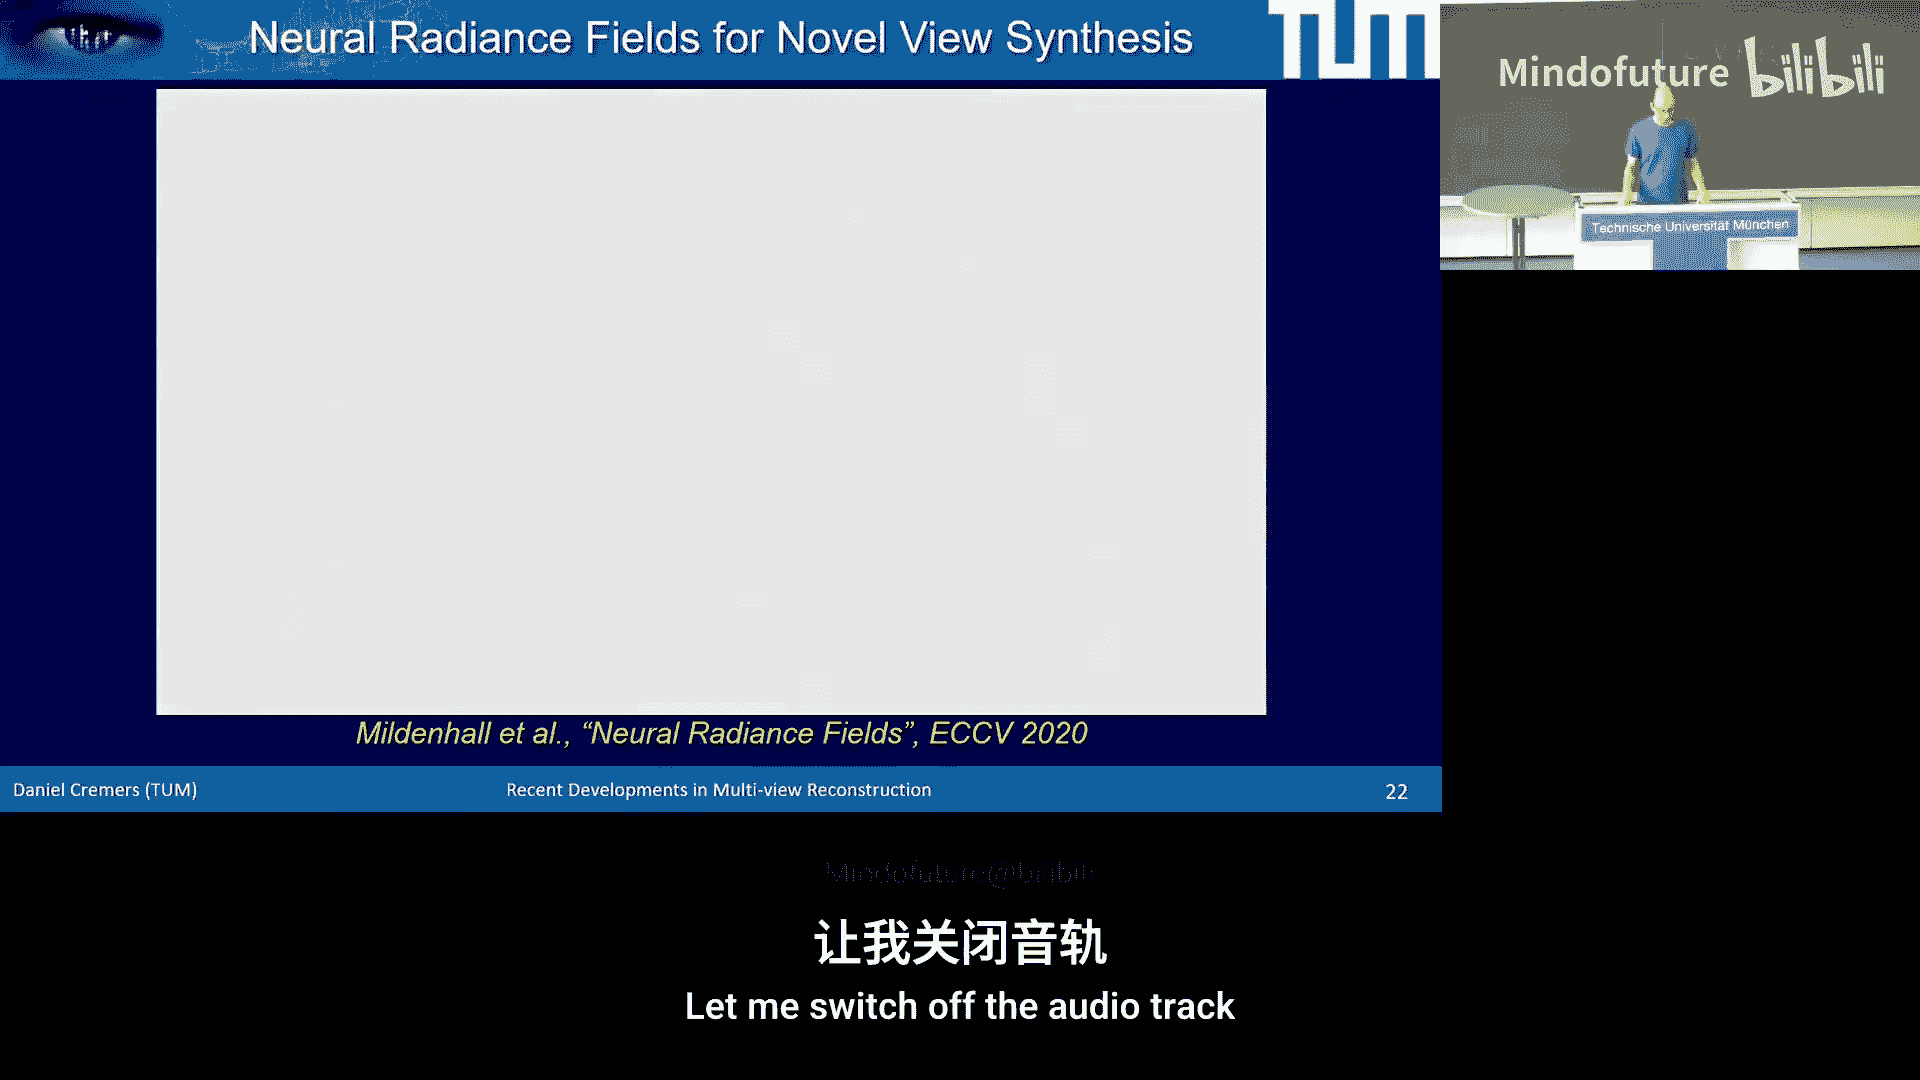 Neural Radiance Fields for Novel View Synthesis
TUM
Mindofuture bilibili
Technische Universität München
Mildenhall et al., “Neural Radiance Fields”, ECCV 2020
Daniel Cremers (TUM)
Recent Developments in Multi-view Reconstruction
22
Mindofuture@bilibili
让我关闭音轨
Let me switch off the audio track